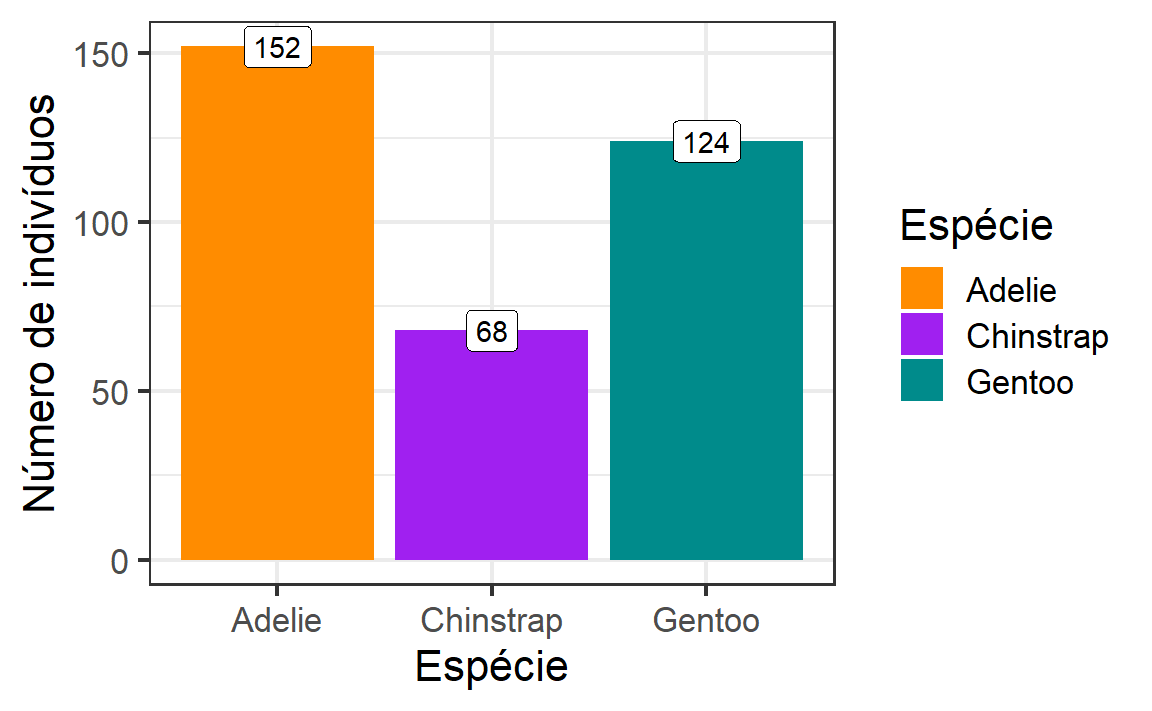 Número de indivíduos
150
100
50
0
152
68
124
Adelie
Chinstrap
Gentoo
Espécie
Espécie
Adelie
Chinstrap
Gentoo